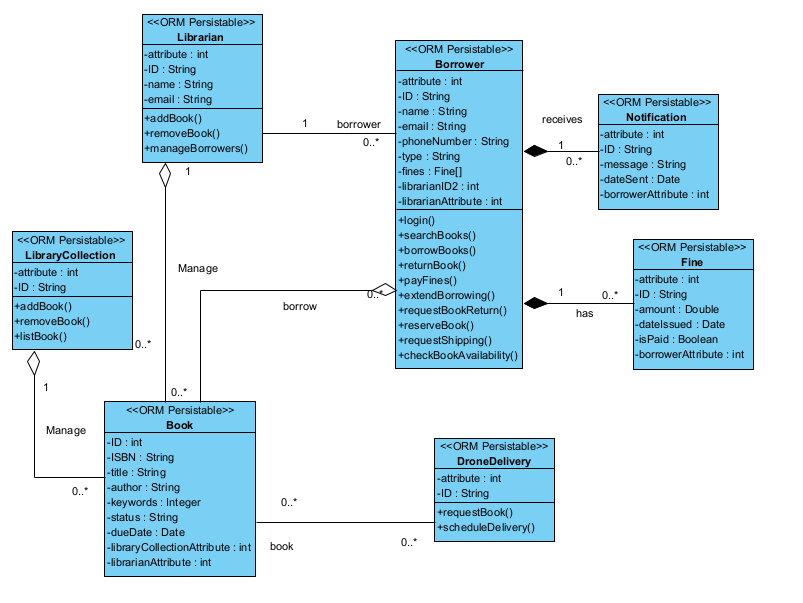 <<ORM Persistable>>
Librarian
-attribute : int
-ID : String
-name : String
-email : String
+addBook()
+removeBook()
+manageBorrowers()
1
borrower
0..*
1
<<ORM Persistable>>
Borrower
-attribute : int
-ID : String
-name : String
-email : String
-phoneNumber : String
-type : String
-fines : Fine[]
-librarianID2 : int
-librarianAttribute : int
+login()
+searchBooks()
+borrowBooks()
+returnBook()
+payFines()
+extendBorrowing()
+requestBookReturn()
+reserveBook()
+requestShipping()
+checkBookAvailability()
receives
1
0..*
<<ORM Persistable>>
Notification
-attribute : int
-ID : String
-message : String
-dateSent : Date
-borrowerAttribute : int
<<ORM Persistable>>
LibraryCollection
-attribute : int
-ID : String
+addBook()
+removeBook()
+listBook()
Manage
0..*
borrow
0..*
1
0..*
has
<<ORM Persistable>>
Fine
-attribute : int
-ID : String
-amount : Double
-dateIssued : Date
-isPaid : Boolean
-borrowerAttribute : int
1
Manage
0..*
0..*
<<ORM Persistable>>
Book
-ID : int
-ISBN : String
-title : String
-author : String
-keywords : Integer
-status : String
-dueDate : Date
-libraryCollectionAttribute : int
-librarianAttribute : int
0..*
book
0..*
<<ORM Persistable>>
DroneDelivery
-attribute : int
-ID : String
+requestBook()
+scheduleDelivery()